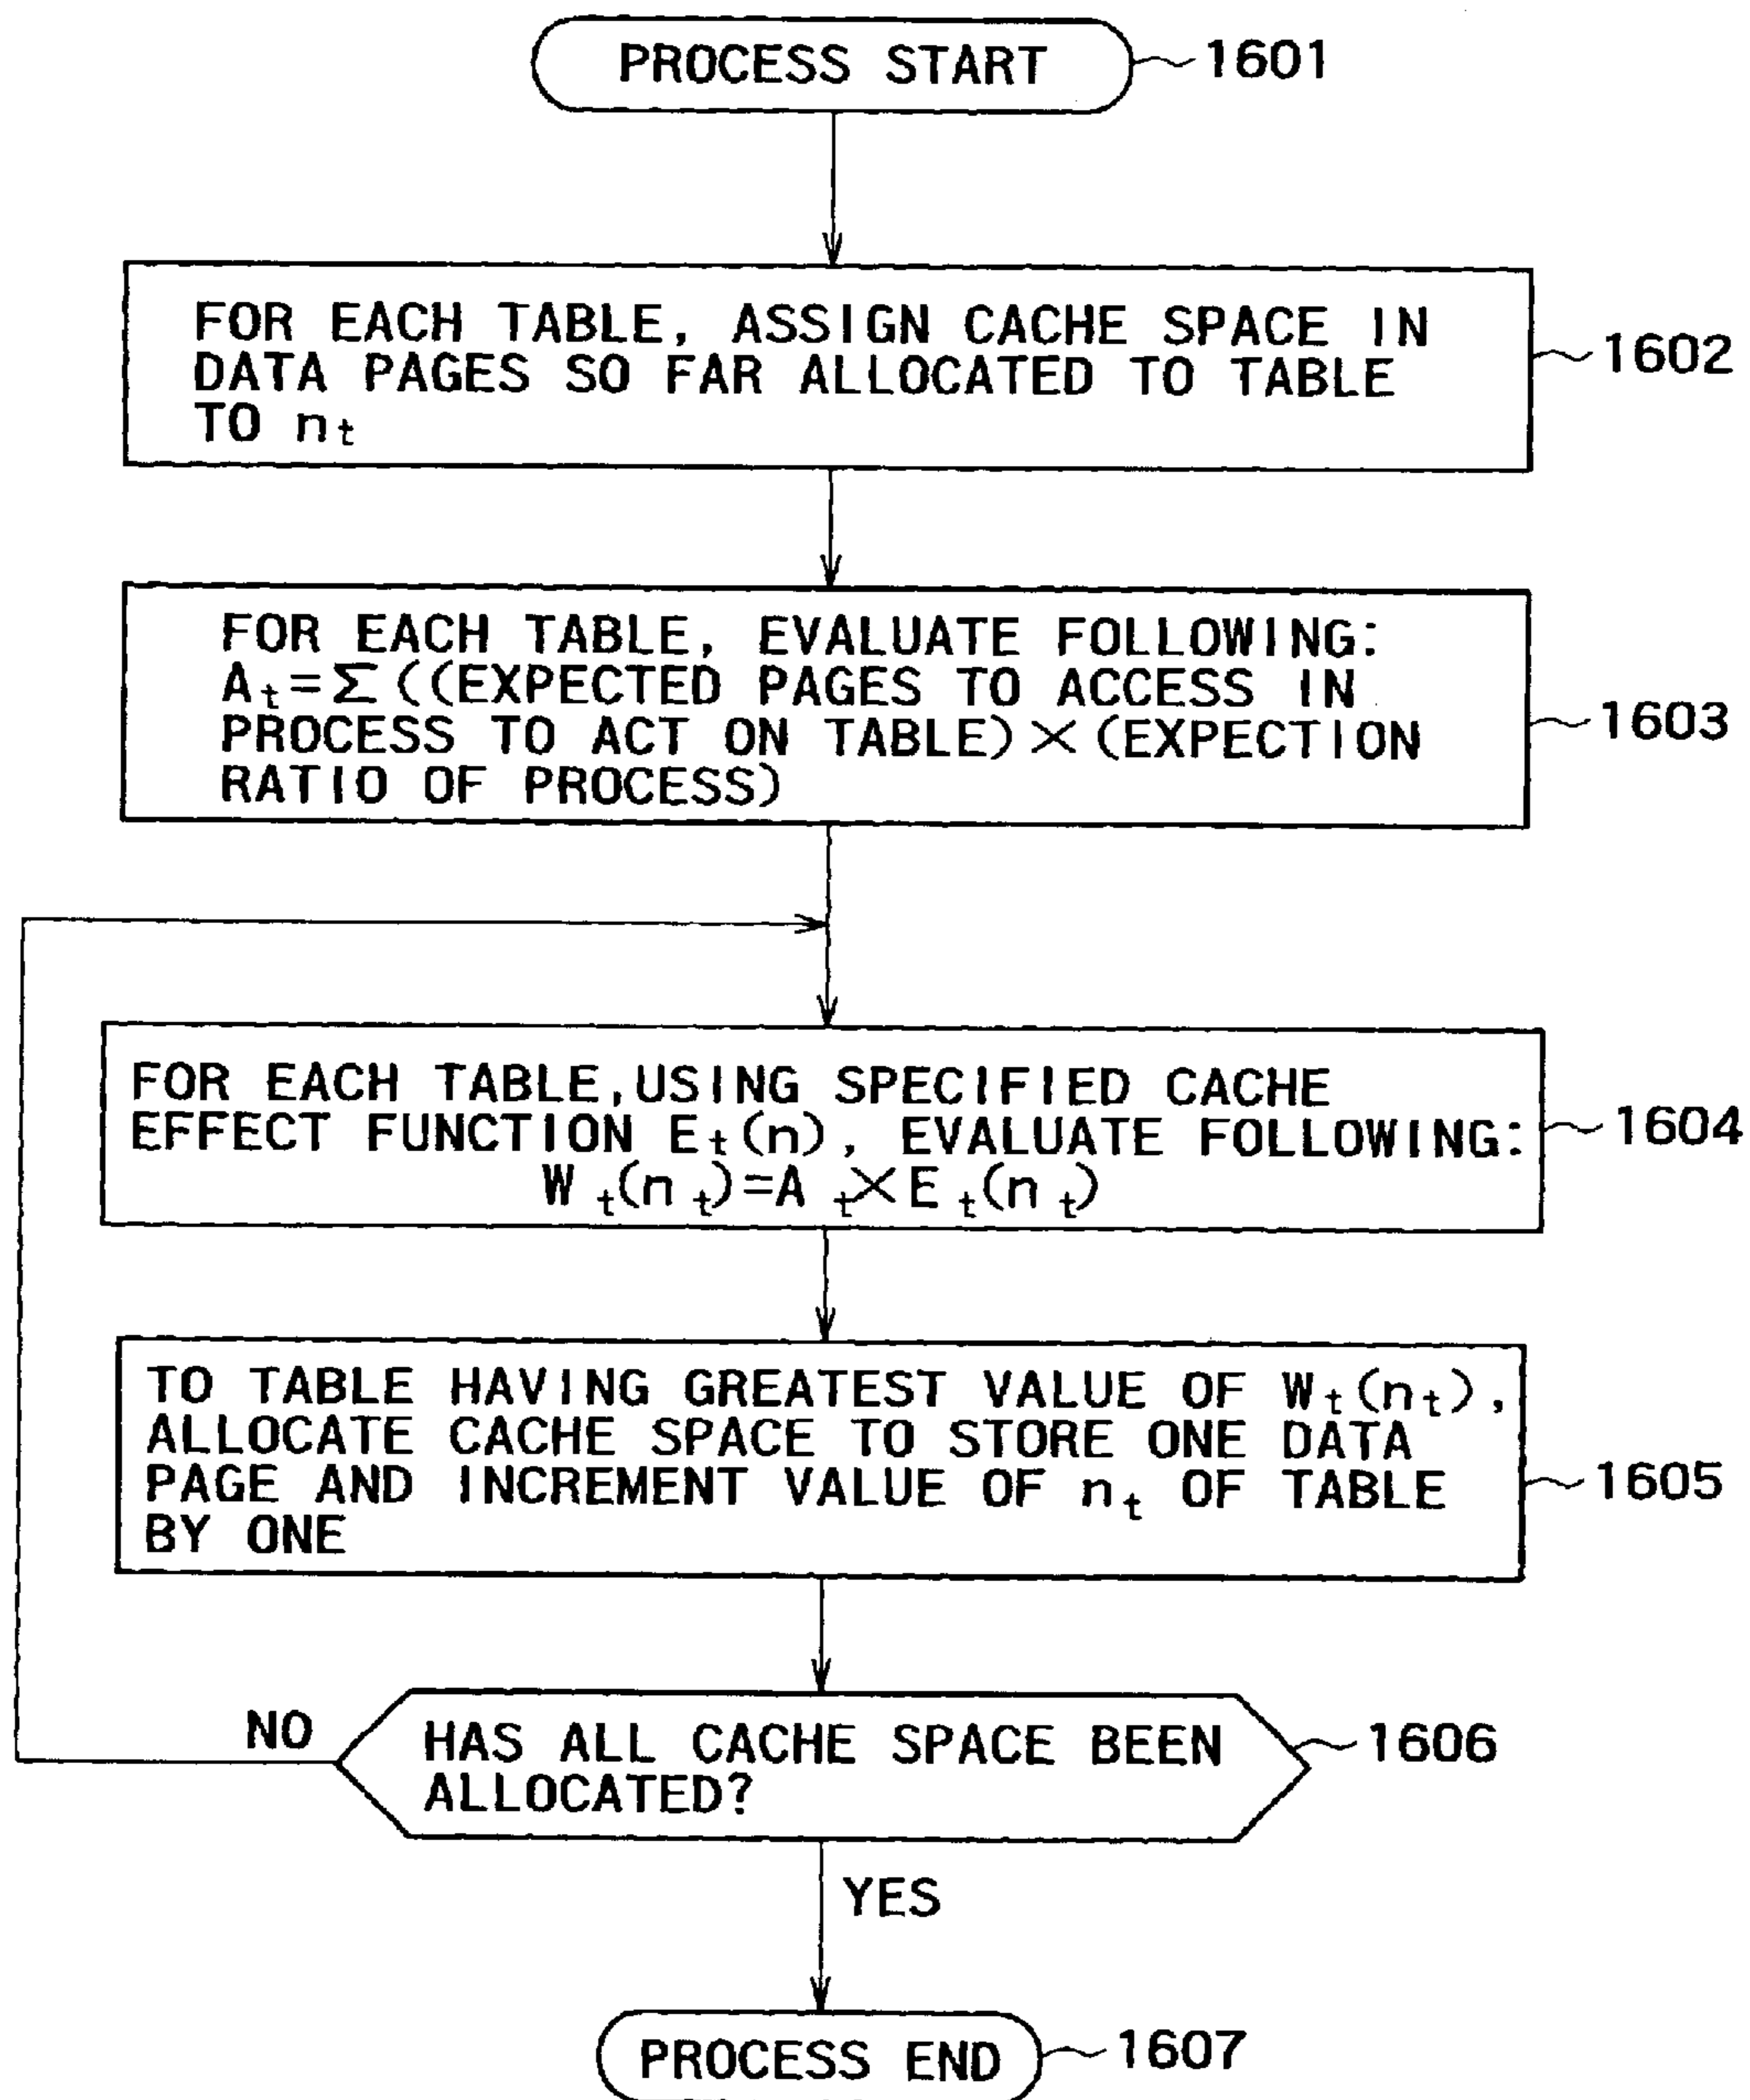 PROCESS START
1601
FOR EACH TABLE, ASSIGN CACHE SPACE IN
DATA PAGES SO FAR ALLOCATED TO TABLE
TO nt
1602
FOR EACH TABLE, EVALUATE FOLLOWING:
At=Σ((EXPECTED PAGES TO ACCESS IN
PROCESS TO ACT ON TABLE)×(EXPECTION
RATIO OF PROCESS)
1603
FOR EACH TABLE,USING SPECIFIED CACHE
EFFECT FUNCTION Et(n), EVALUATE FOLLOWING:
Wt(nt)=At×Et(nt)
1604
TO TABLE HAVING GREATEST VALUE OF Wt(nt),
ALLOCATE CACHE SPACE TO STORE ONE DATA
PAGE AND INCREMENT VALUE OF nt OF TABLE
BY ONE
1605
NO
HAS ALL CACHE SPACE BEEN
ALLOCATED?
1606
YES
PROCESS END
1607